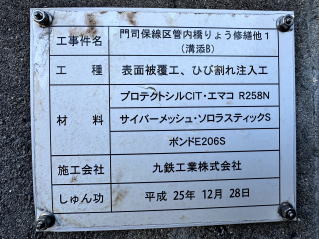 工事件名 門司保線区管内橋りょう修繕他1
(溝添B)
工 種 表面被覆工、ひび割れ注入工
プロテクトシルCIT・エマコ R258N
材 料 サイバーメッシュ・ソロラスティックS
ボンドE206S
施工会社 九鉄工業株式会社
しゅん功 平成 25年 12月 28日